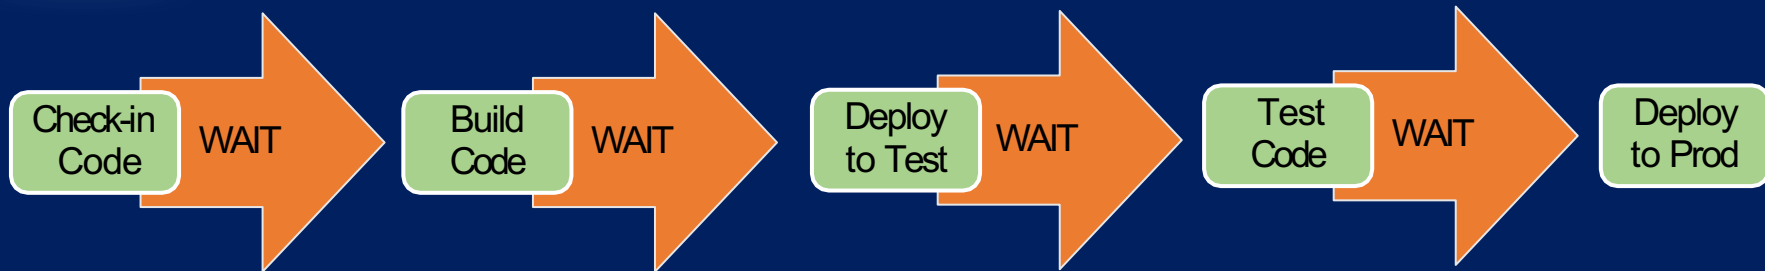 Check-in
Code
WAIT
Build
Code
WAIT
Deploy
to Test
WAIT
Test
Code
WAIT
Deploy
to Prod